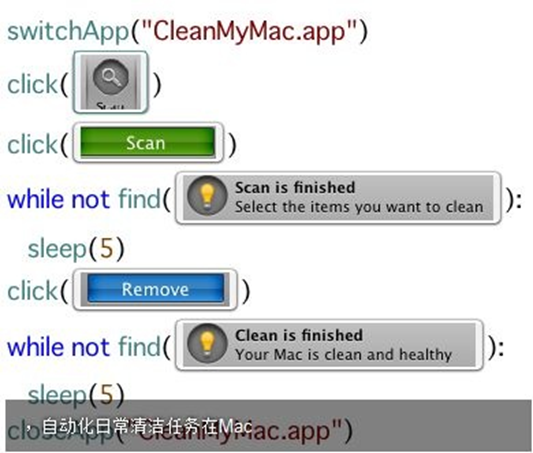 switchApp("CleanMyMac.app")
click( )
click( Scan )
while not find( Scan is finished
Select the items you want to clean ):
sleep(5)
click( Remove )
while not find( Clean is finished
Your Mac is clean and healthy ):
sleep(5)
，自动化日常清洁任务在Mac
closeApp("CleanMyMac.app")